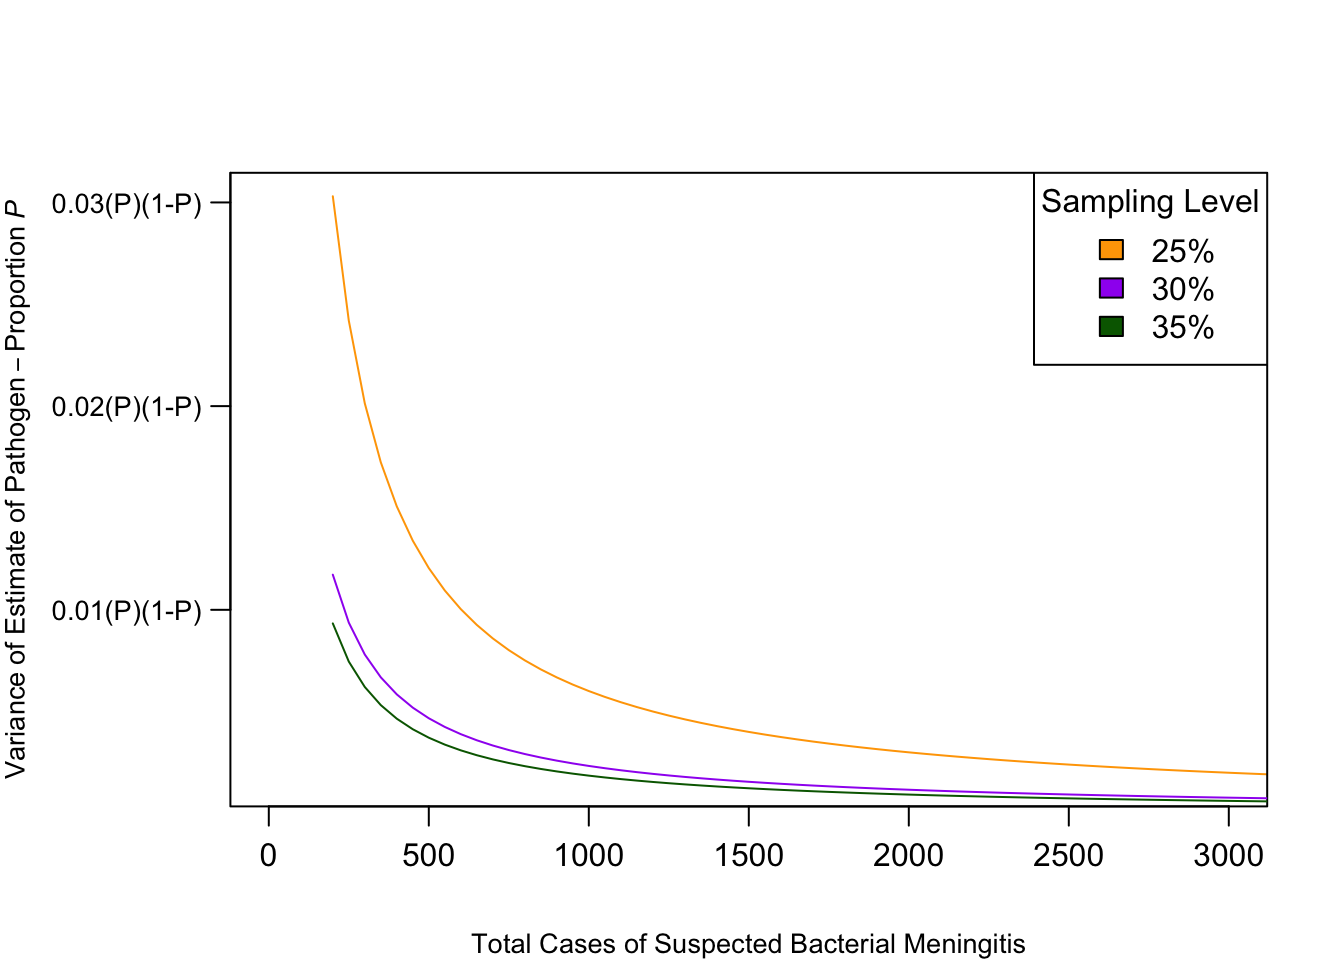 Variance of Estimate of Pathogen – Proportion P
0.03(P)(1-P)
0.02(P)(1-P)
0.01(P)(1-P)
Sampling Level
25%
30%
35%
0 500 1000 1500 2000 2500 3000
Total Cases of Suspected Bacterial Meningitis